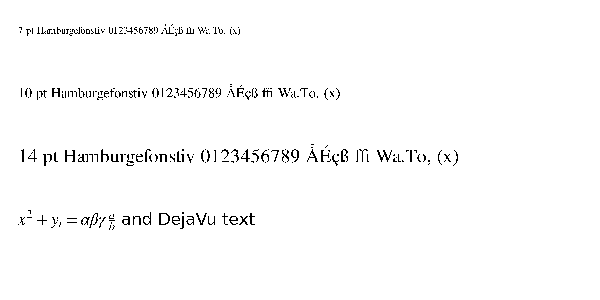 7 pt Hamburgefonstiv 0123456789 ÅÉçß ffi Wa.To, (x)
10 pt Hamburgefonstiv 0123456789 ÅÉçß ffi Wa.To, (x)
14 pt Hamburgefonstiv 0123456789 ÅÉçß ffi Wa.To, (x)
x² + yᵢ = αβγ a/b and DejaVu text